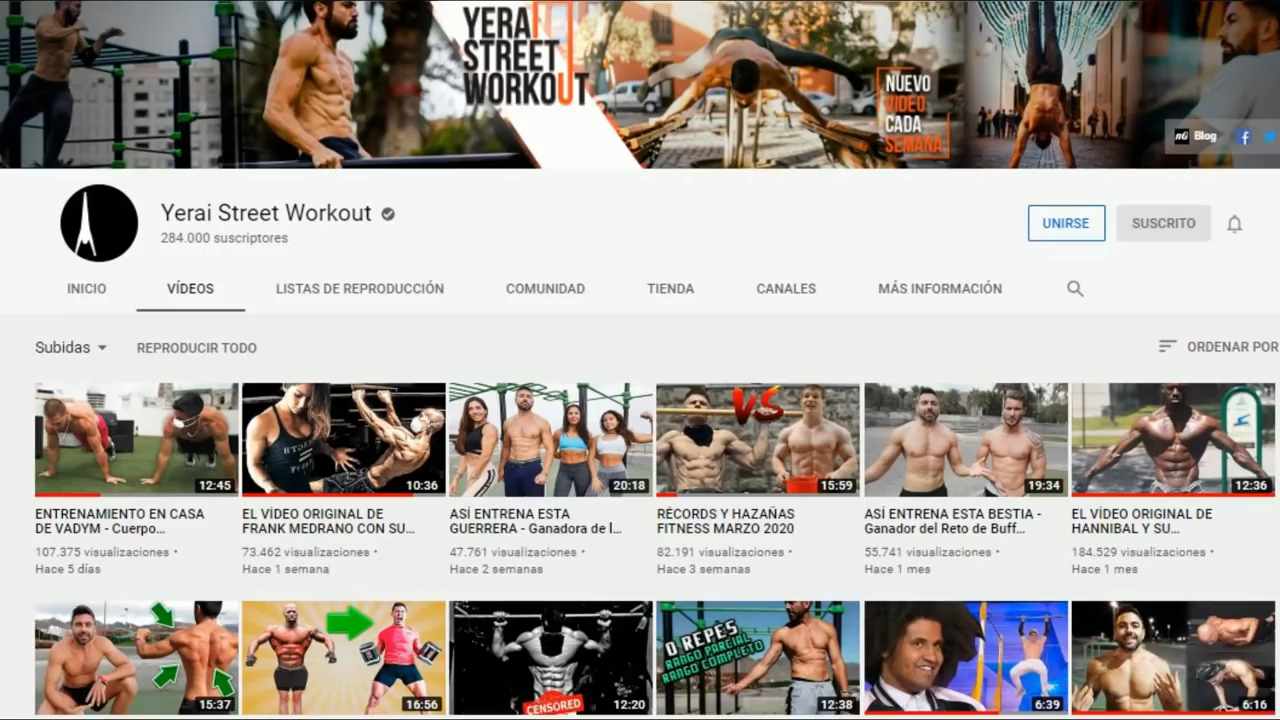 YERAI
STREET
WORKOUT
NUEVO
VIDEO
CADA
SEMANA
nG Blog
Yerai Street Workout
284.000 suscriptores
UNIRSE
SUSCRITO
INICIO
VÍDEOS
LISTAS DE REPRODUCCIÓN
COMUNIDAD
TIENDA
CANALES
MÁS INFORMACIÓN
Subidas
REPRODUCIR TODO
ORDENAR POR
12:45
10:36
VS
20:18
15:59
19:34
12:36
ENTRENAMIENTO EN CASA
DE VADYM - Cuerpo...
107.375 visualizaciones •
Hace 5 días
EL VÍDEO ORIGINAL DE
FRANK MEDRANO CON SU...
73.462 visualizaciones •
Hace 1 semana
ASÍ ENTRENA ESTA
GUERRERA - Ganadora de l...
47.761 visualizaciones •
Hace 2 semanas
RÉCORDS Y HAZAÑAS
FITNESS MARZO 2020
82.191 visualizaciones •
Hace 3 semanas
ASÍ ENTRENA ESTA BESTIA -
Ganador del Reto de Buff...
55.741 visualizaciones •
Hace 1 mes
EL VÍDEO ORIGINAL DE
HANNIBAL Y SU...
184.529 visualizaciones •
Hace 1 mes
15:37
16:56
CENSORED
12:20
0 REPES
RANGO PARCIAL
RANGO COMPLETO
12:38
6:39
6:16